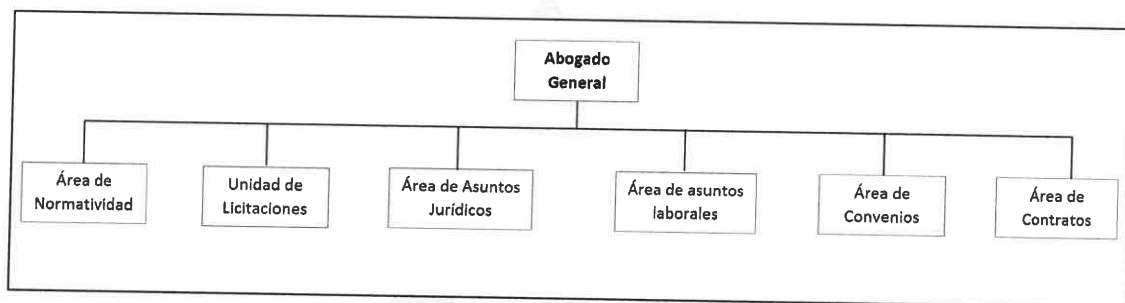 Abogado
General
Área de
Normatividad
Unidad de
Licitaciones
Área de Asuntos
Jurídicos
Área de asuntos
laborales
Área de
Convenios
Área de
Contratos